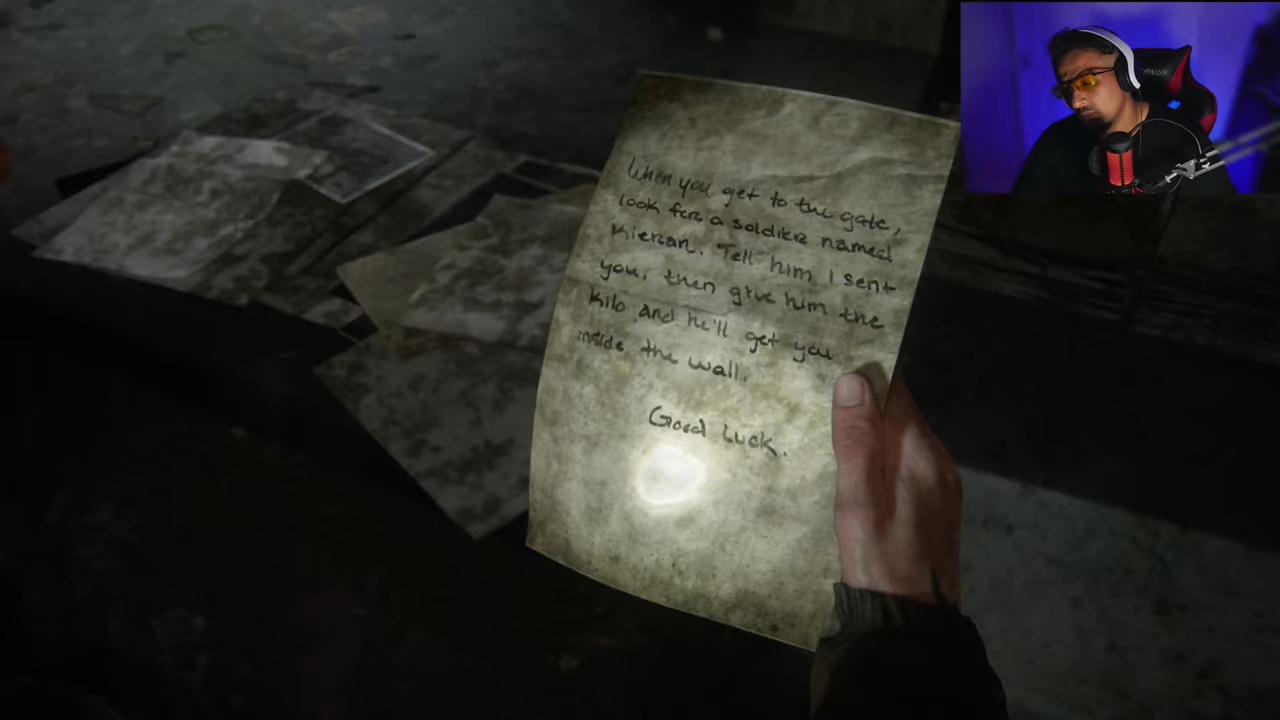 When you get to the gate,
look for a soldier named
Kieran. Tell him I sent
you, then give him the
kilo and he'll get you
inside the wall.
Good Luck.